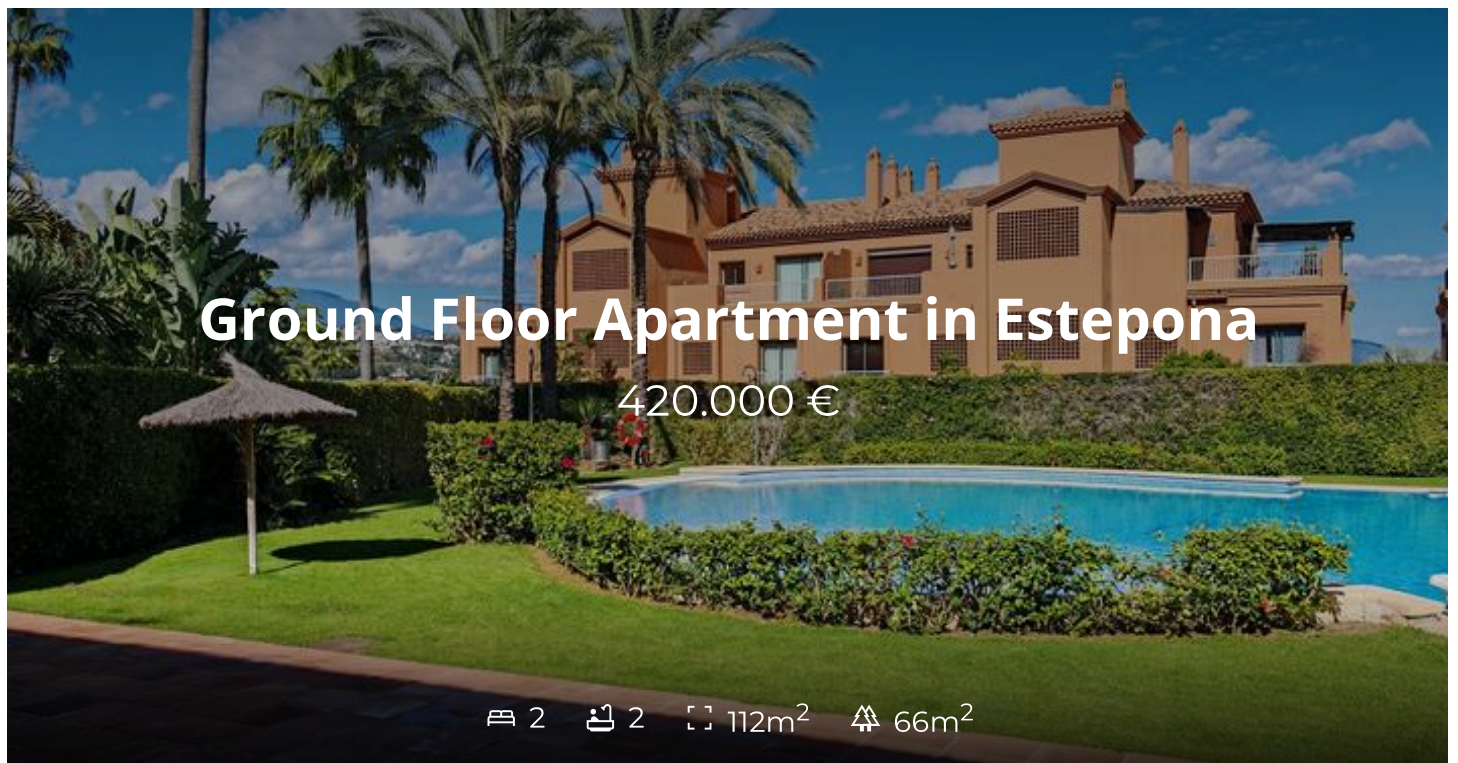 Ground Floor Apartment in Estepona
420.000 €
2 2 112m² 66m²